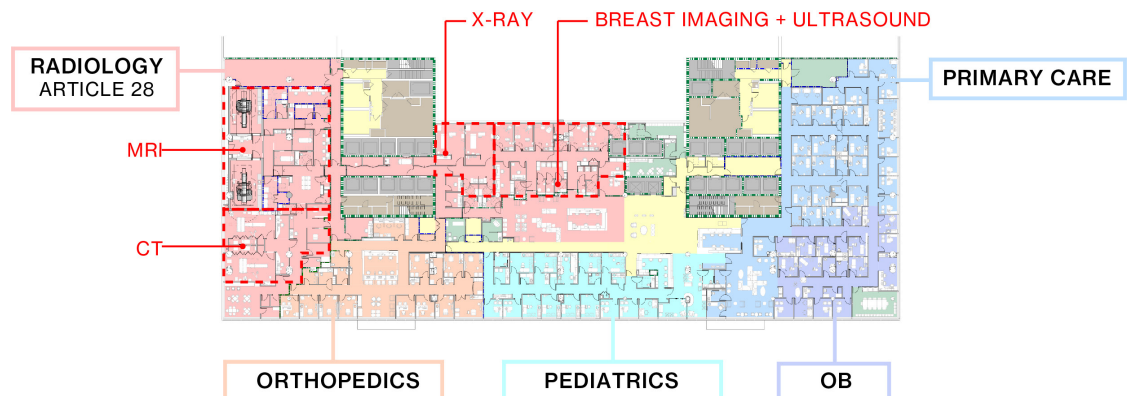 X-RAY
BREAST IMAGING + ULTRASOUND
RADIOLOGY
ARTICLE 28
PRIMARY CARE
MRI
CT
ORTHOPEDICS
PEDIATRICS
OB